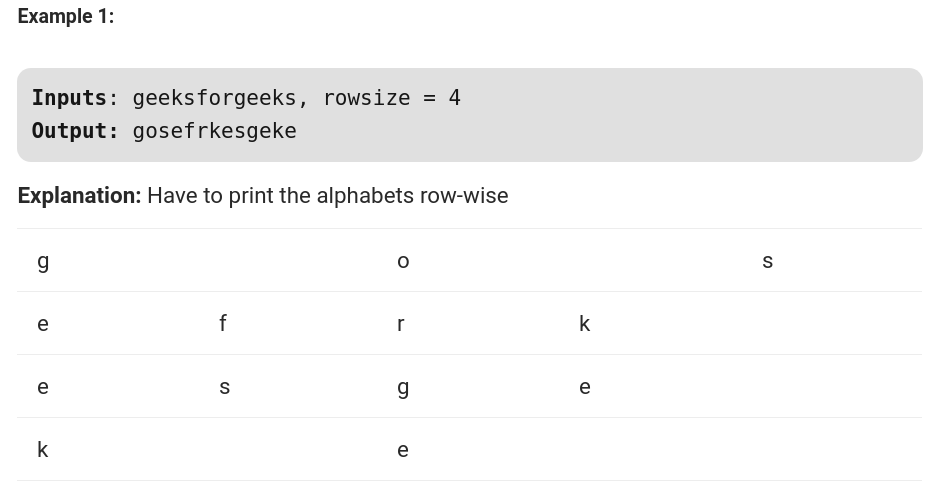 Example 1:
Inputs: geeksforgeeks, rowsize = 4
Output: gosefrkesgeke
Explanation: Have to print the alphabets row-wise
g o s
e f r k
e s g e
k e